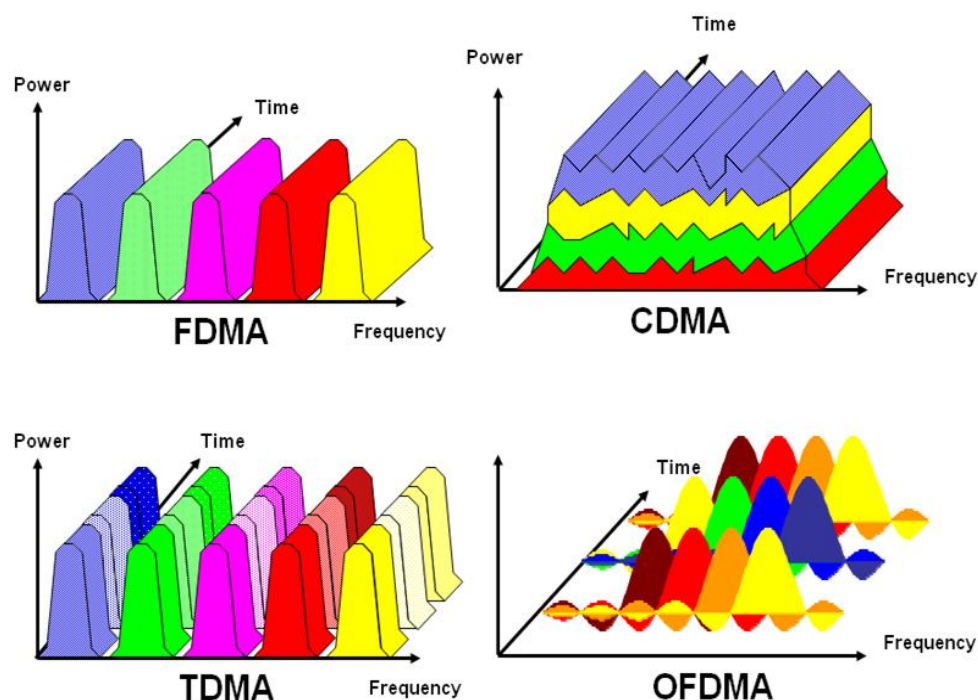 Power
Time
Frequency
FDMA
Time
Power
Frequency
CDMA
Power
Time
Frequency
TDMA
Time
Frequency
OFDMA